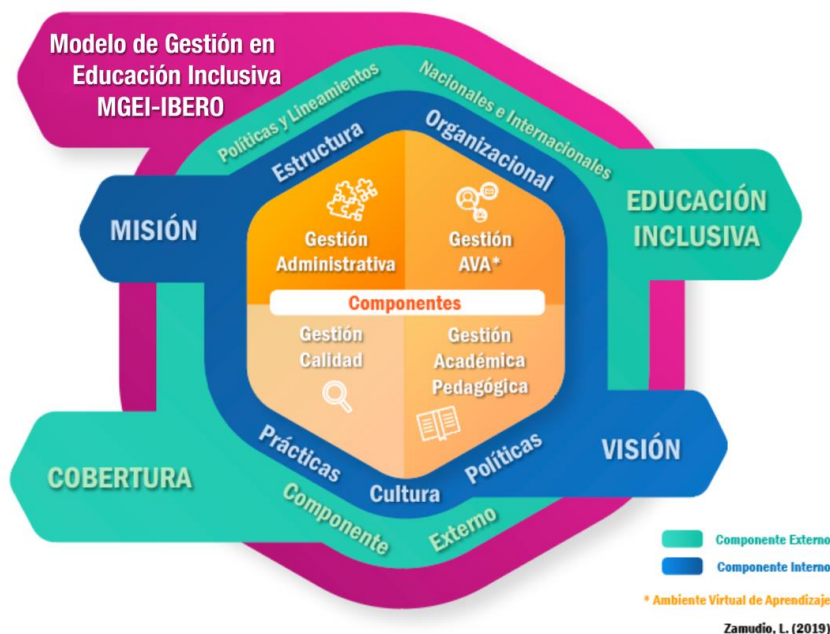 Modelo de Gestión en
Educación Inclusiva
MGEI-IBERO
Políticas y Lineamientos
Nacionales e Internacionales
Estructura
Organizacional
MISIÓN
EDUCACIÓN
INCLUSIVA
Gestión
Administrativa
Gestión
AVA*
Componentes
Gestión
Calidad
Gestión
Académica
Pedagógica
COBERTURA
VISIÓN
Prácticas
Cultura
Políticas
Componente
Externo
Componente Externo
Componente Interno
* Ambiente Virtual de Aprendizaje
Zamudio, L. (2019)